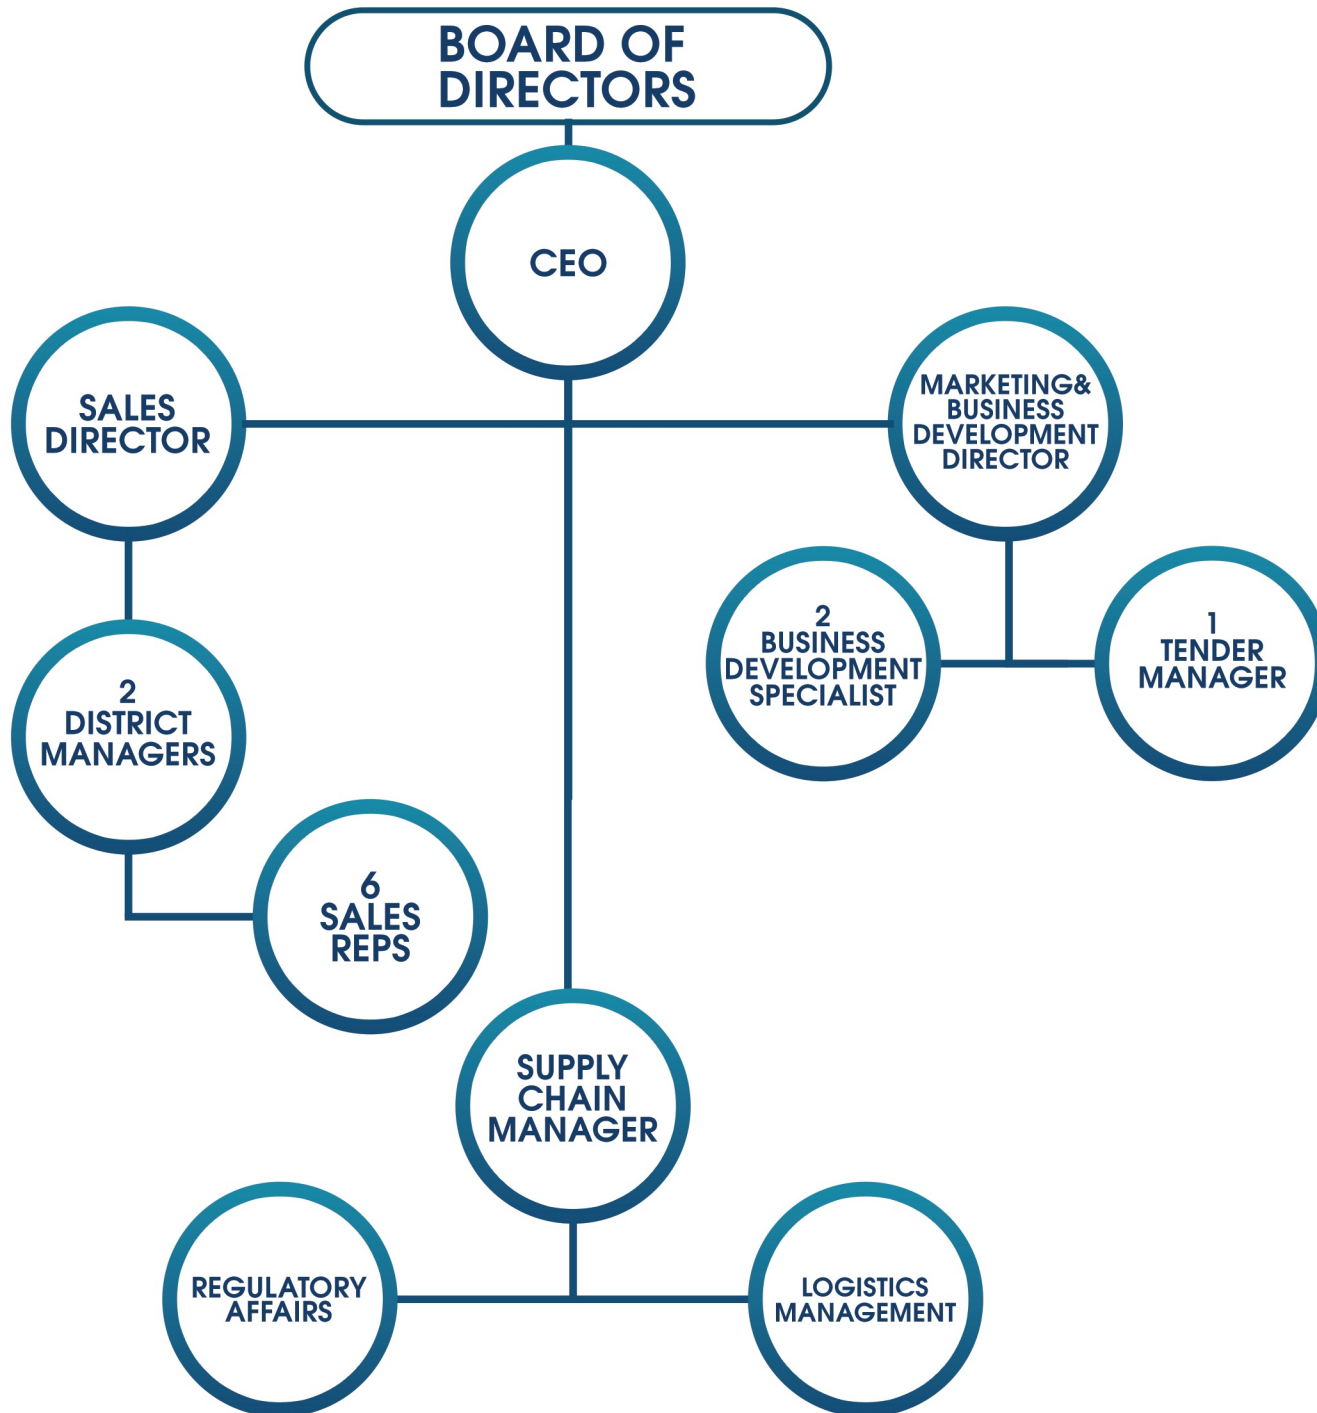 BOARD OF
DIRECTORS
CEO
SALES
DIRECTOR
MARKETING&
BUSINESS
DEVELOPMENT
DIRECTOR
2
BUSINESS
DEVELOPMENT
SPECIALIST
1
TENDER
MANAGER
2
DISTRICT
MANAGERS
6
SALES
REPS
SUPPLY
CHAIN
MANAGER
REGULATORY
AFFAIRS
LOGISTICS
MANAGEMENT